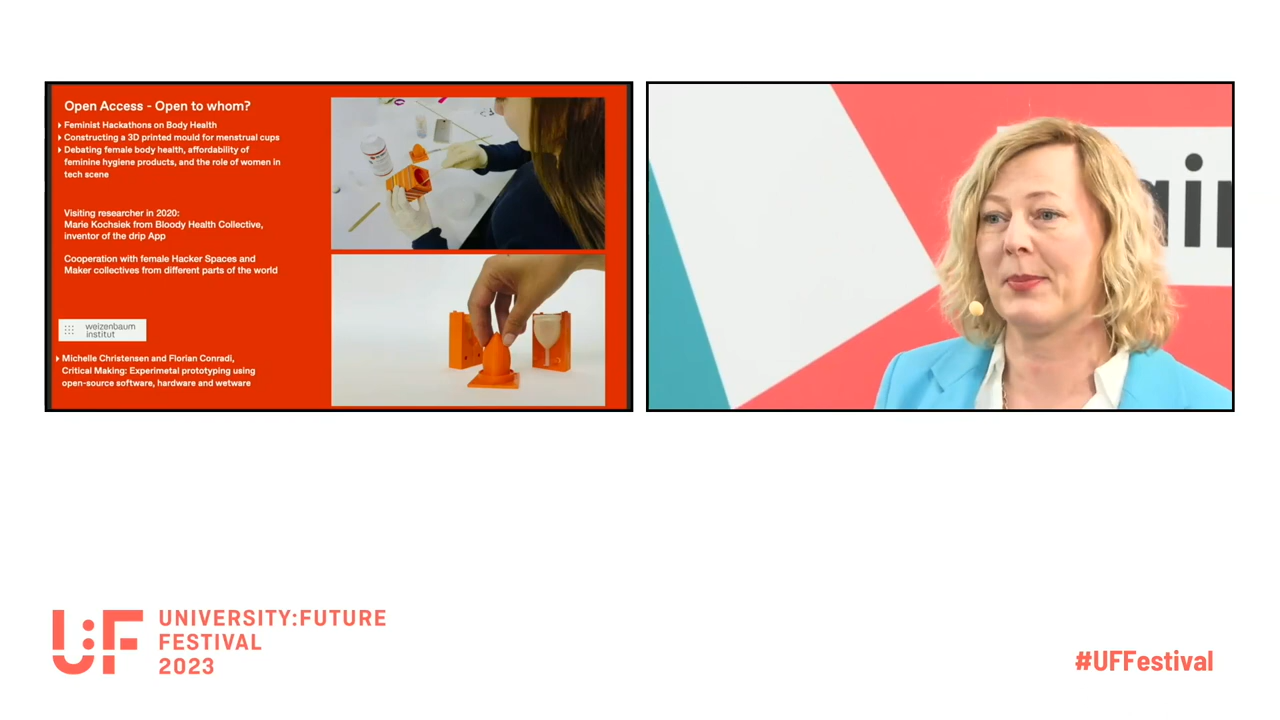 Open Access - Open to whom?
Feminist Hackathons on Body Health
Constructing a 3D printed mould for menstrual cups
Debating female body health, affordability of
feminine hygiene products, and the role of women in
tech scene
Visiting researcher in 2020:
Marie Kochsiek from Bloody Health Collective,
inventor of the drip App
Cooperation with female Hacker Spaces and
Maker collectives from different parts of the world
weizenbaum
institut
Michelle Christensen and Florian Conradi,
Critical Making: Experimetal prototyping using
open-source software, hardware and wetware
U:F
UNIVERSITY:FUTURE
FESTIVAL
2023
#UFFestival